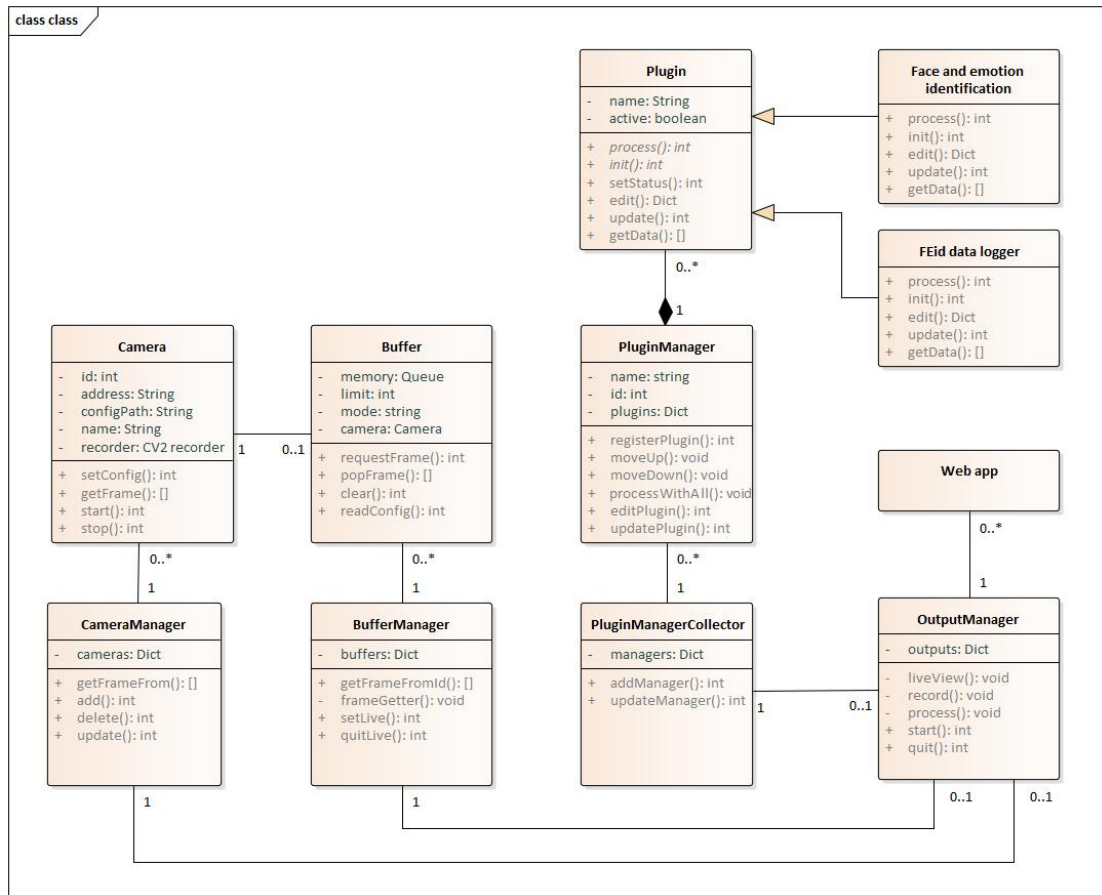 class class
Plugin
- name: String
- active: boolean
+ process(): int
+ init(): int
+ setStatus(): int
+ edit(): Dict
+ update(): int
+ getData(): []
0..*
1
Face and emotion
identification
+ process(): int
+ init(): int
+ edit(): Dict
+ update(): int
+ getData(): []
FEid data logger
+ process(): int
+ init(): int
+ edit(): Dict
+ update(): int
+ getData(): []
Camera
- id: int
- address: String
- configPath: String
- name: String
- recorder: CV2 recorder
+ setConfig(): int
+ getFrame(): []
+ start(): int
+ stop(): int
1
0..1
0..*
1
Buffer
- memory: Queue
- limit: int
- mode: string
- camera: Camera
+ requestFrame(): int
+ popFrame(): []
+ clear(): int
+ readConfig(): int
0..*
1
PluginManager
- name: string
- id: int
- plugins: Dict
+ registerPlugin(): int
+ moveUp(): void
+ moveDown(): void
+ processWithAll(): void
+ editPlugin(): int
+ updatePlugin(): int
0..*
1
Web app
0..*
1
CameraManager
- cameras: Dict
+ getFrameFrom(): []
+ add(): int
+ delete(): int
+ update(): int
1
BufferManager
- buffers: Dict
+ getFrameFromId(): []
- frameGetter(): void
+ setLive(): int
+ quitLive(): int
1
PluginManagerCollector
- managers: Dict
+ addManager(): int
+ updateManager(): int
1
0..1
OutputManager
- outputs: Dict
- liveView(): void
- record(): void
- process(): void
+ start(): int
+ quit(): int
0..1
0..1